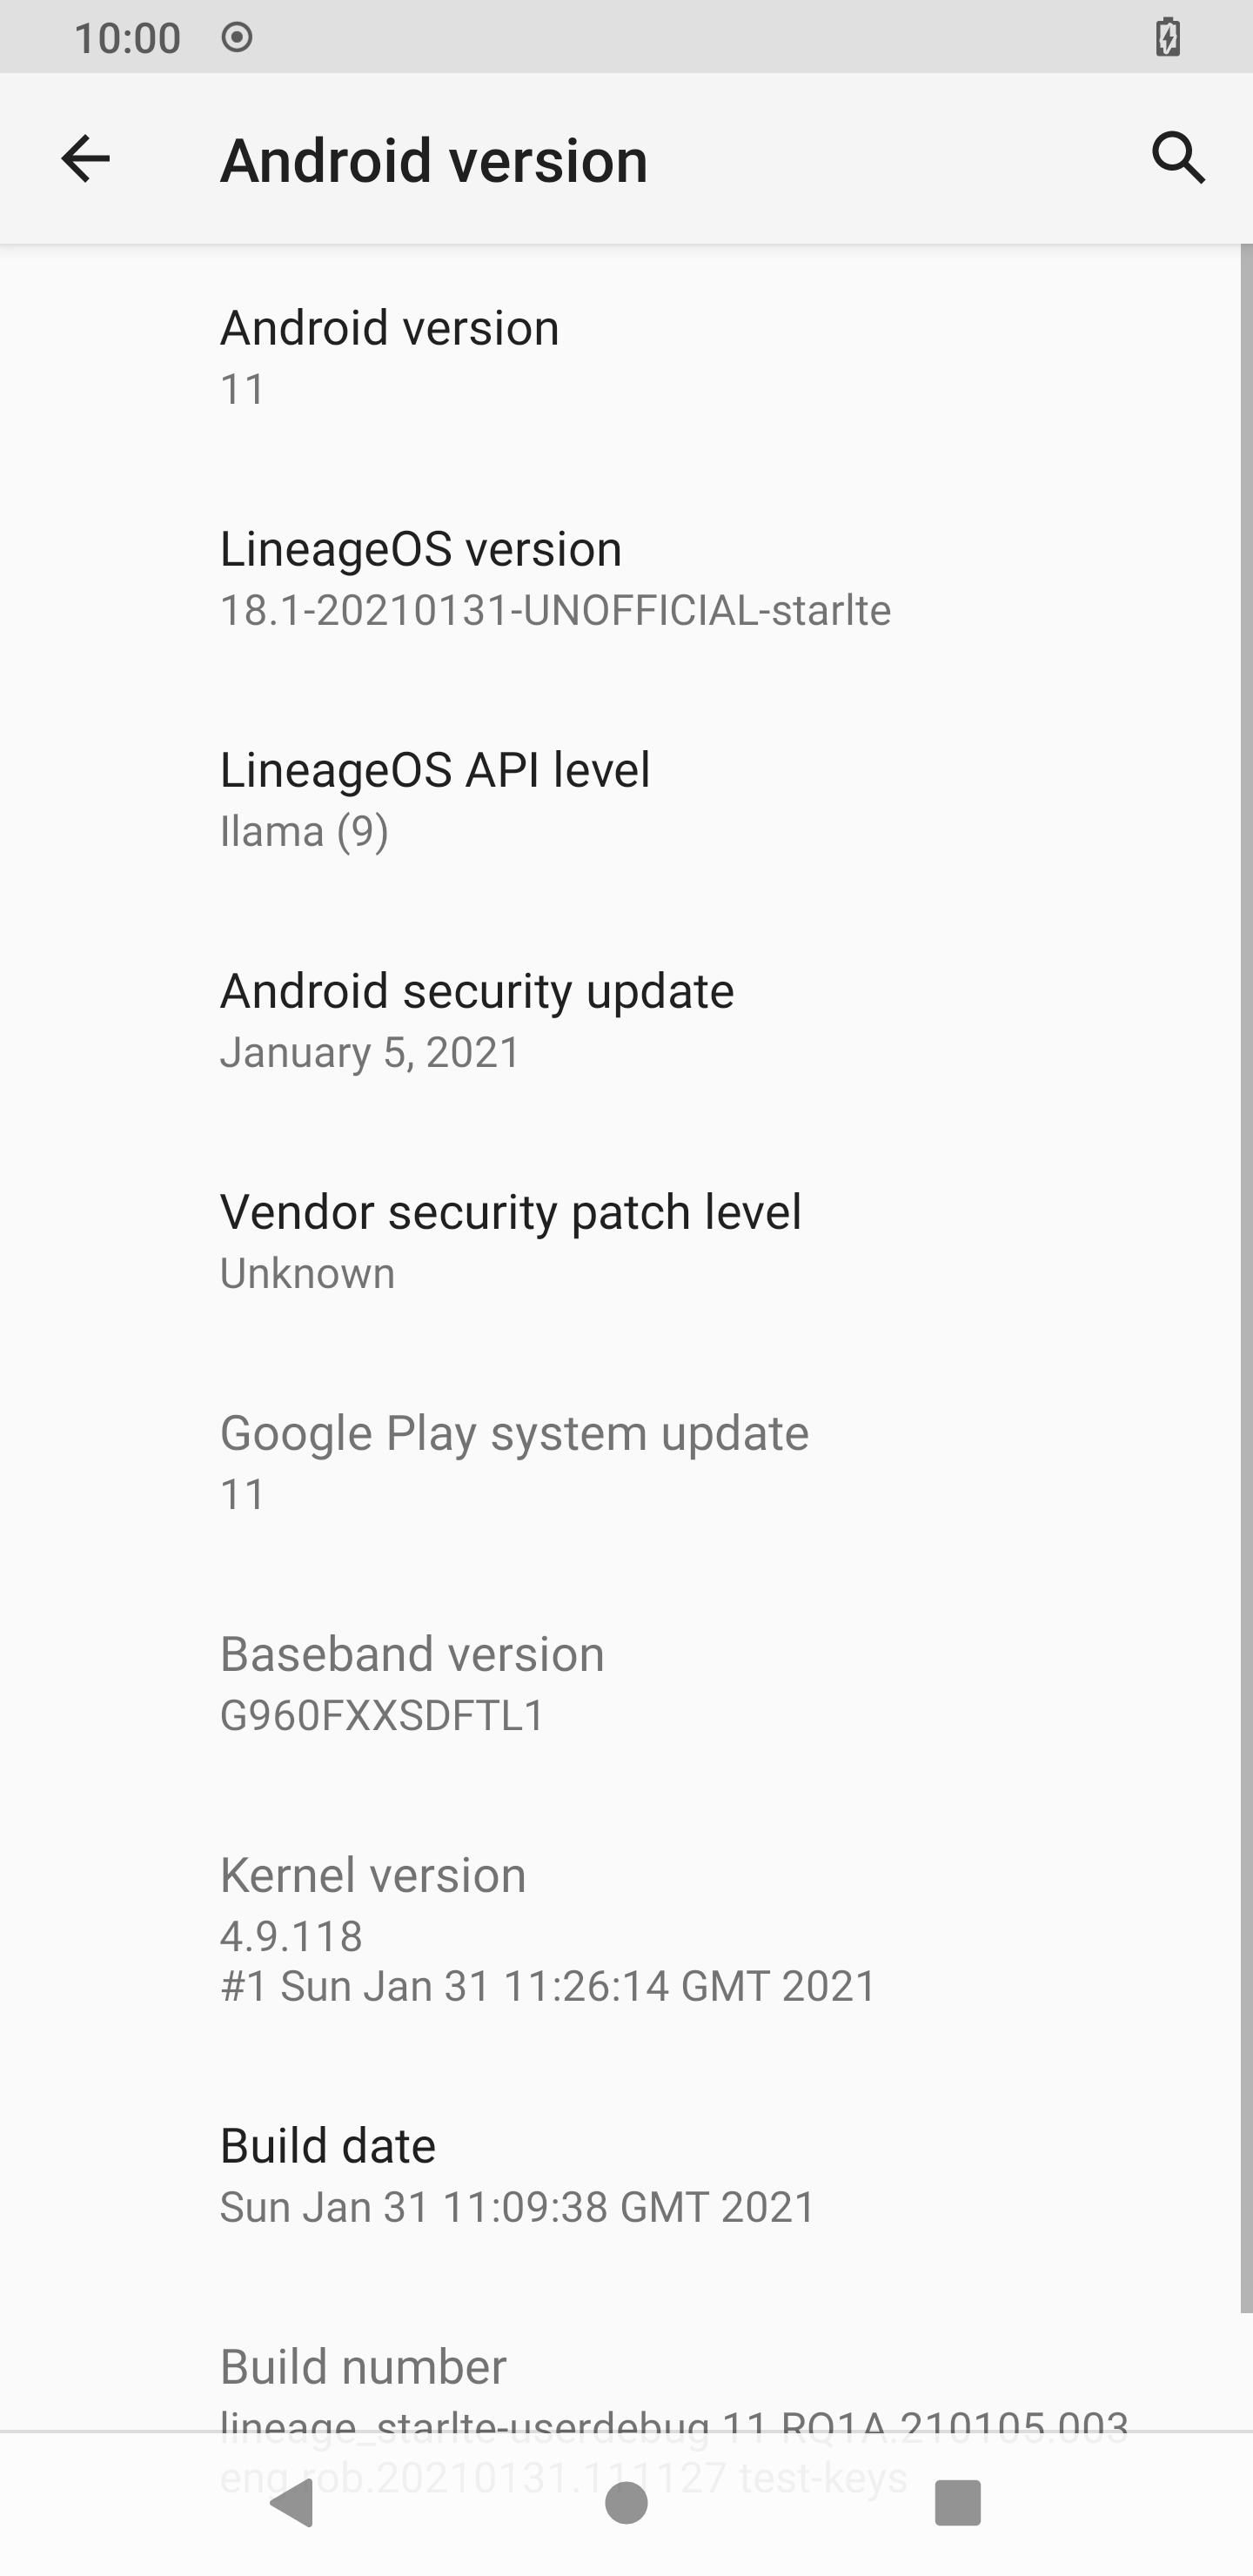 10:00
Android version
Android version
11
LineageOS version
18.1-20210131-UNOFFICIAL-starlte
LineageOS API level
Ilama (9)
Android security update
January 5, 2021
Vendor security patch level
Unknown
Google Play system update
11
Baseband version
G960FXXSDFTL1
Kernel version
4.9.118
#1 Sun Jan 31 11:26:14 GMT 2021
Build date
Sun Jan 31 11:09:38 GMT 2021
Build number
lineage_starlte-userdebug 11 RQ1A.210105.003
eng.rob.20210131.111127 test-keys